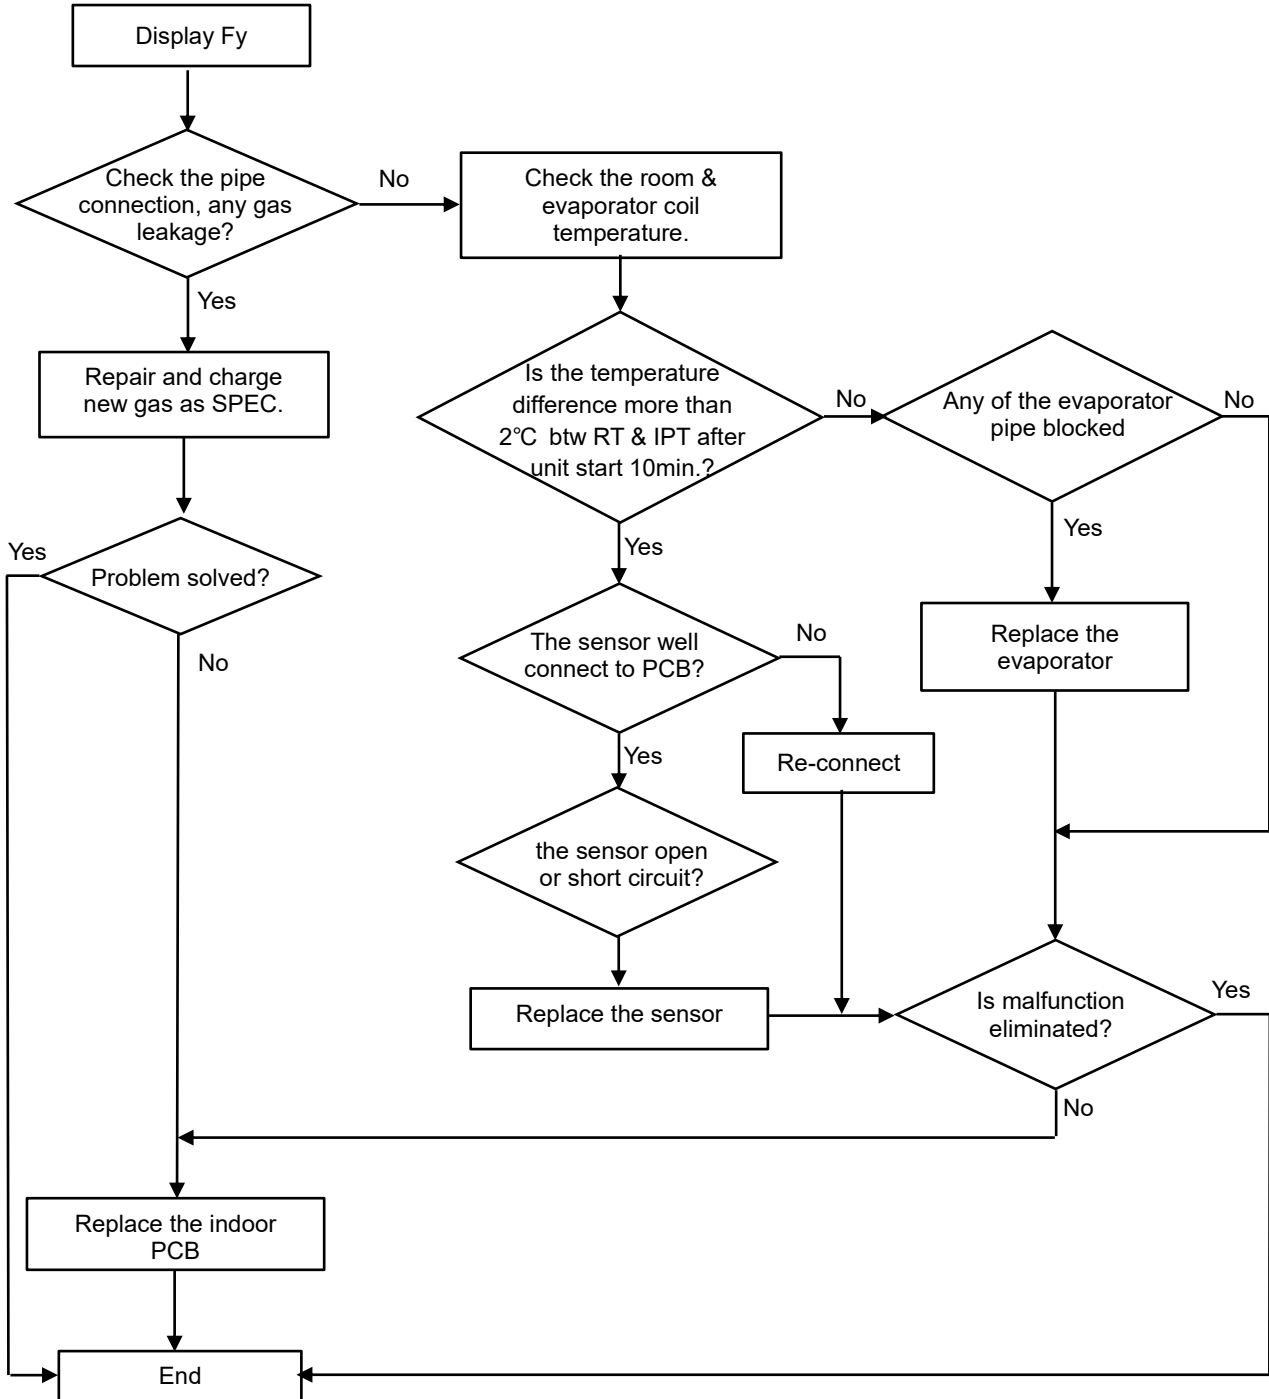 Display Fy
Check the pipe
connection, any gas
leakage?
No
Check the room &
evaporator coil
temperature.
Yes
Repair and charge
new gas as SPEC.
Is the temperature
difference more than
2℃ btw RT & IPT after
unit start 10min.?
No
Any of the evaporator
pipe blocked
No
Yes
Problem solved?
Yes
Yes
The sensor well
connect to PCB?
No
Replace the
evaporator
No
Yes
Re-connect
the sensor open
or short circuit?
Replace the sensor
Is malfunction
eliminated?
Yes
No
Replace the indoor
PCB
End